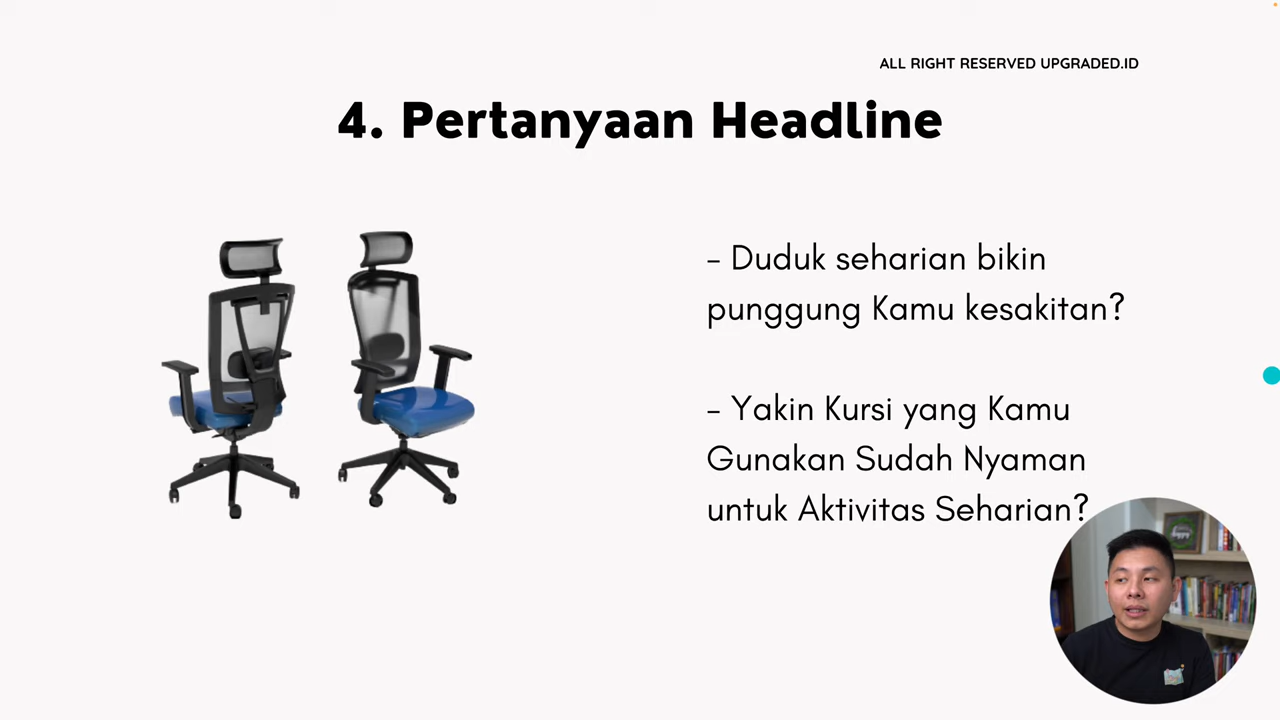 ALL RIGHT RESERVED UPGRADED.ID
4. Pertanyaan Headline
- Duduk seharian bikin
punggung Kamu kesakitan?
- Yakin Kursi yang Kamu
Gunakan Sudah Nyaman
untuk Aktivitas Seharian?